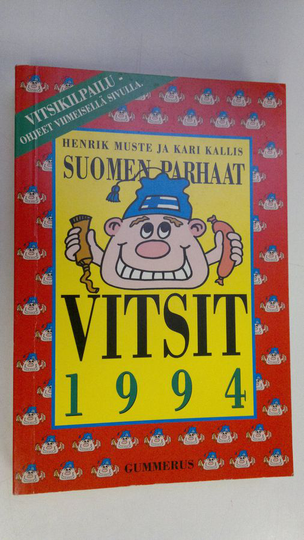 VITSIKILPAILU -
OHJEET VIIMEISELLÄ SIVULLA.
HENRIK MUSTE JA KARI KALLIS
SUOMEN PARHAAT
VITSIT
1994
GUMMERUS